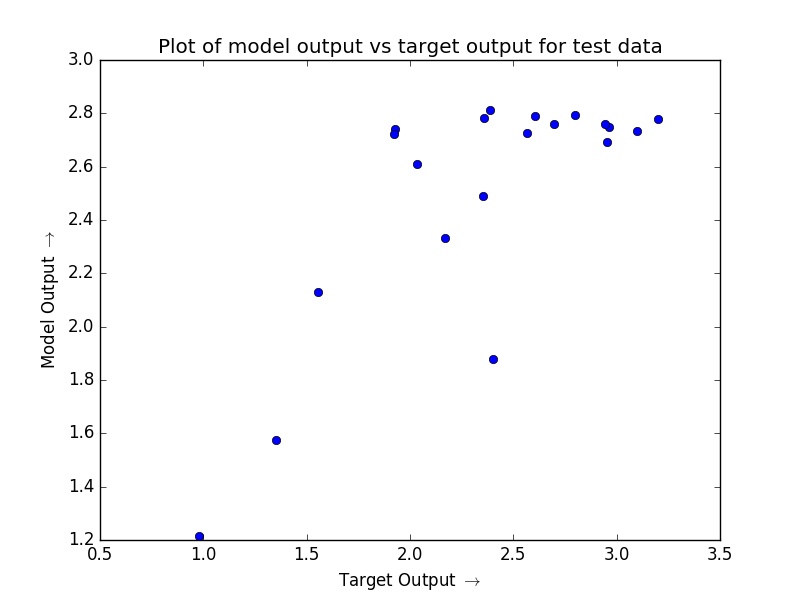 Plot of model output vs target output for test data
3.0
2.8
2.6
2.4
2.2
2.0
1.8
1.6
1.4
1.2
Model Output →
0.5 1.0 1.5 2.0 2.5 3.0 3.5
Target Output →